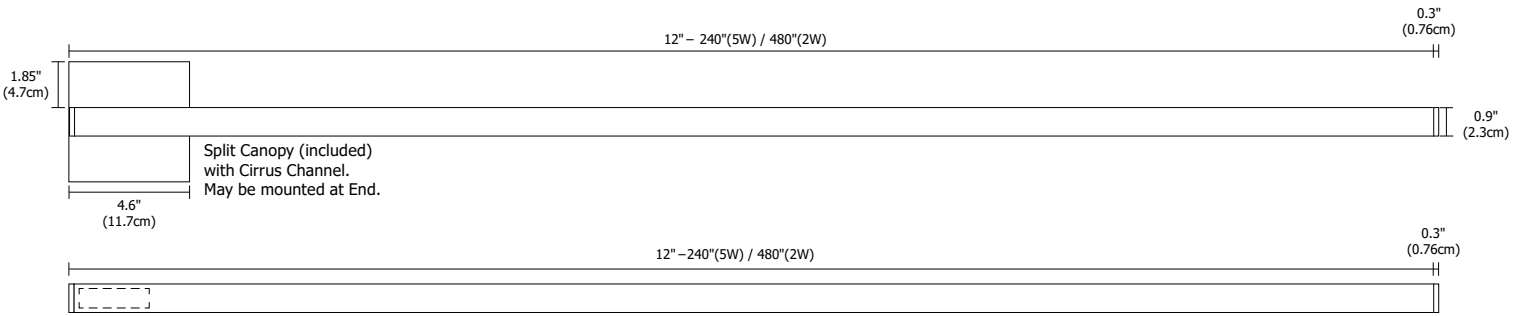 0.3"
(0.76cm)
12" – 240"(5W) / 480"(2W)
1.85"
(4.7cm)
0.9"
(2.3cm)
Split Canopy (included)
with Cirrus Channel.
May be mounted at End.
4.6"
(11.7cm)
0.3"
(0.76cm)
12" –240"(5W) / 480"(2W)